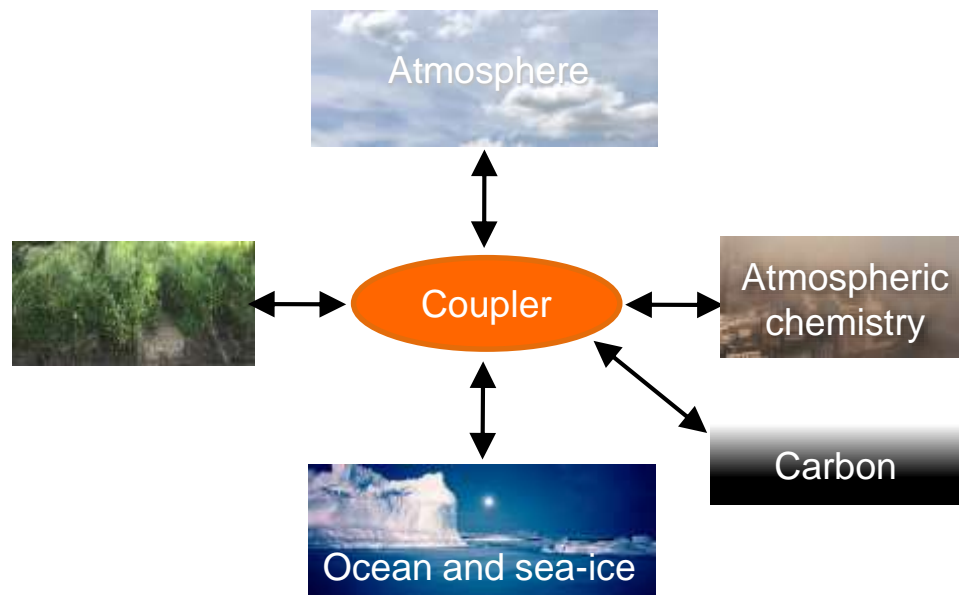 Atmosphere
Coupler
Atmospheric
chemistry
Carbon
Ocean and sea-ice